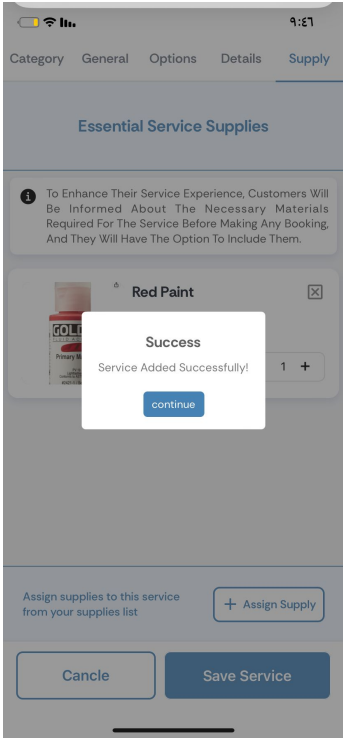 ٩:٤٦
Category General Options Details Supply
Essential Service Supplies
To Enhance Their Service Experience, Customers Will
Be Informed About The Necessary Materials
Required For The Service Before Making Any Booking,
And They Will Have The Option To Include Them.
Red Paint
GOL
Primary M
Success
Service Added Successfully!
1 +
continue
Assign supplies to this service
from your supplies list
+ Assign Supply
Cancle
Save Service